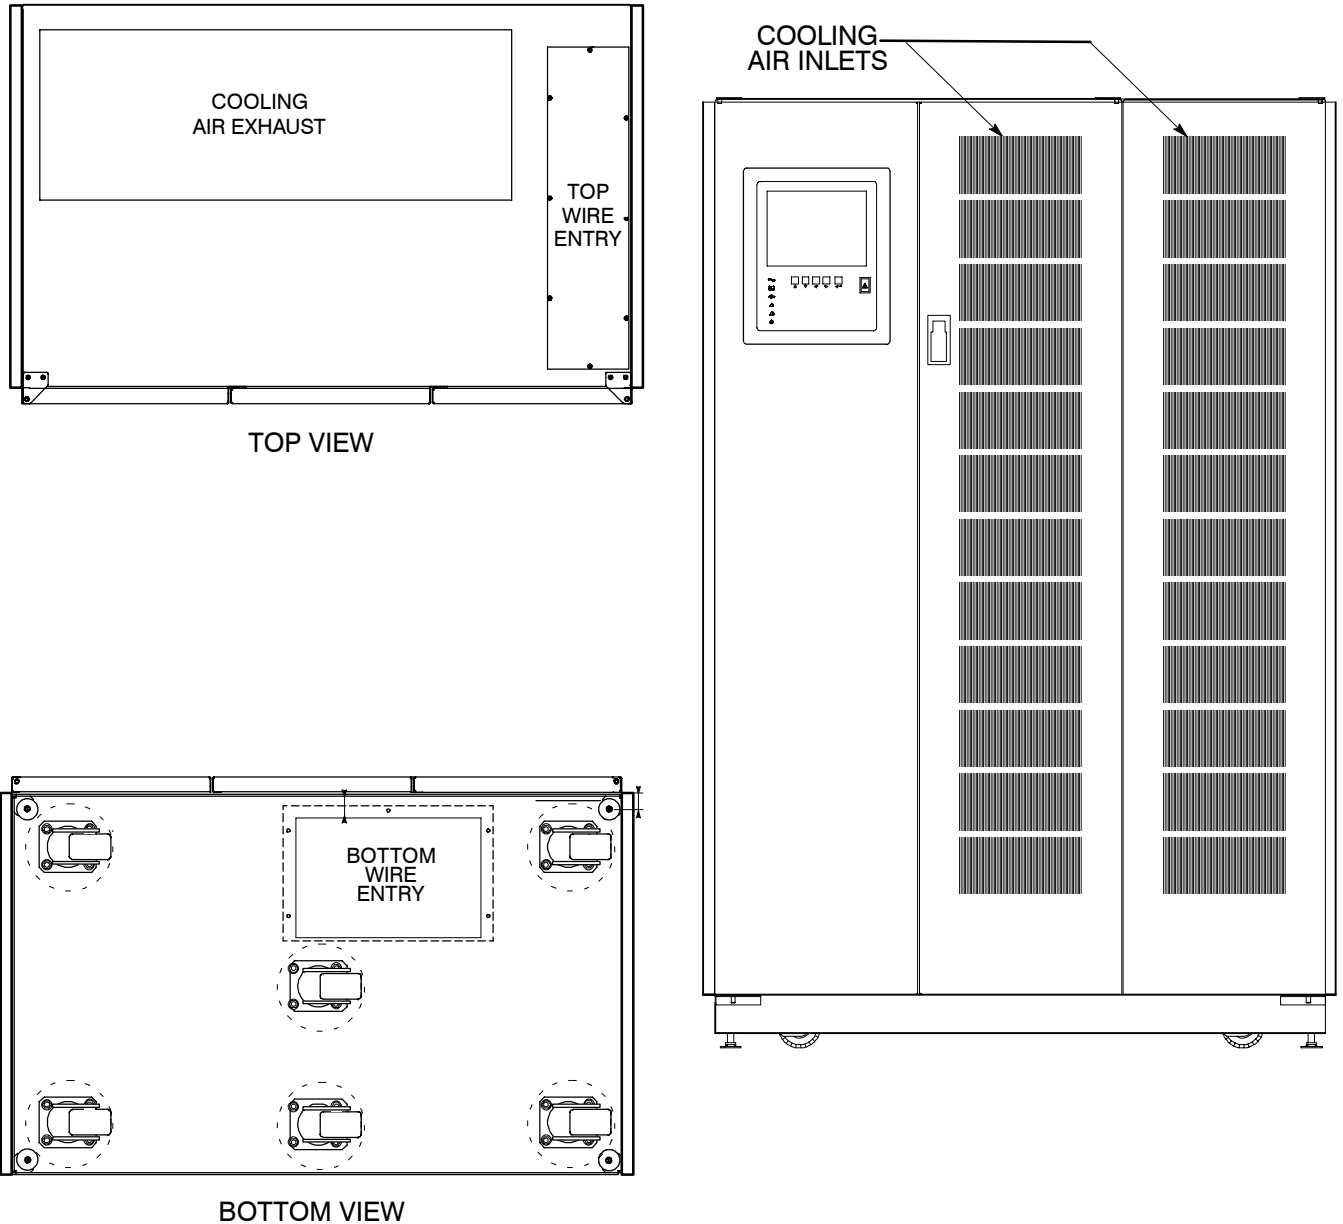 COOLING
AIR EXHAUST
TOP
WIRE
ENTRY
TOP VIEW
COOLING
AIR INLETS
BOTTOM
WIRE
ENTRY
BOTTOM VIEW